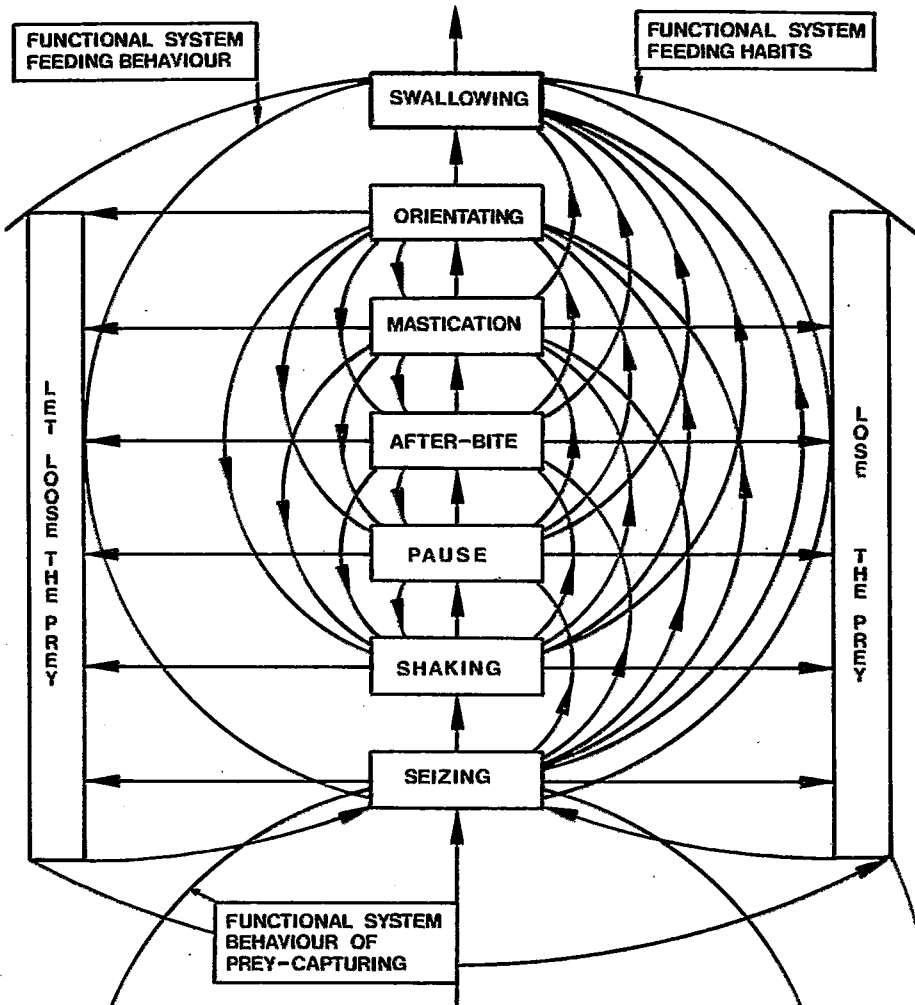 FUNCTIONAL SYSTEM
FEEDING BEHAVIOUR
FUNCTIONAL SYSTEM
FEEDING HABITS
SWALLOWING
ORIENTATING
MASTICATION
AFTER-BITE
PAUSE
SHAKING
SEIZING
LET LOOSE THE PREY
LOSE THE PREY
FUNCTIONAL SYSTEM
BEHAVIOUR OF
PREY-CAPTURING